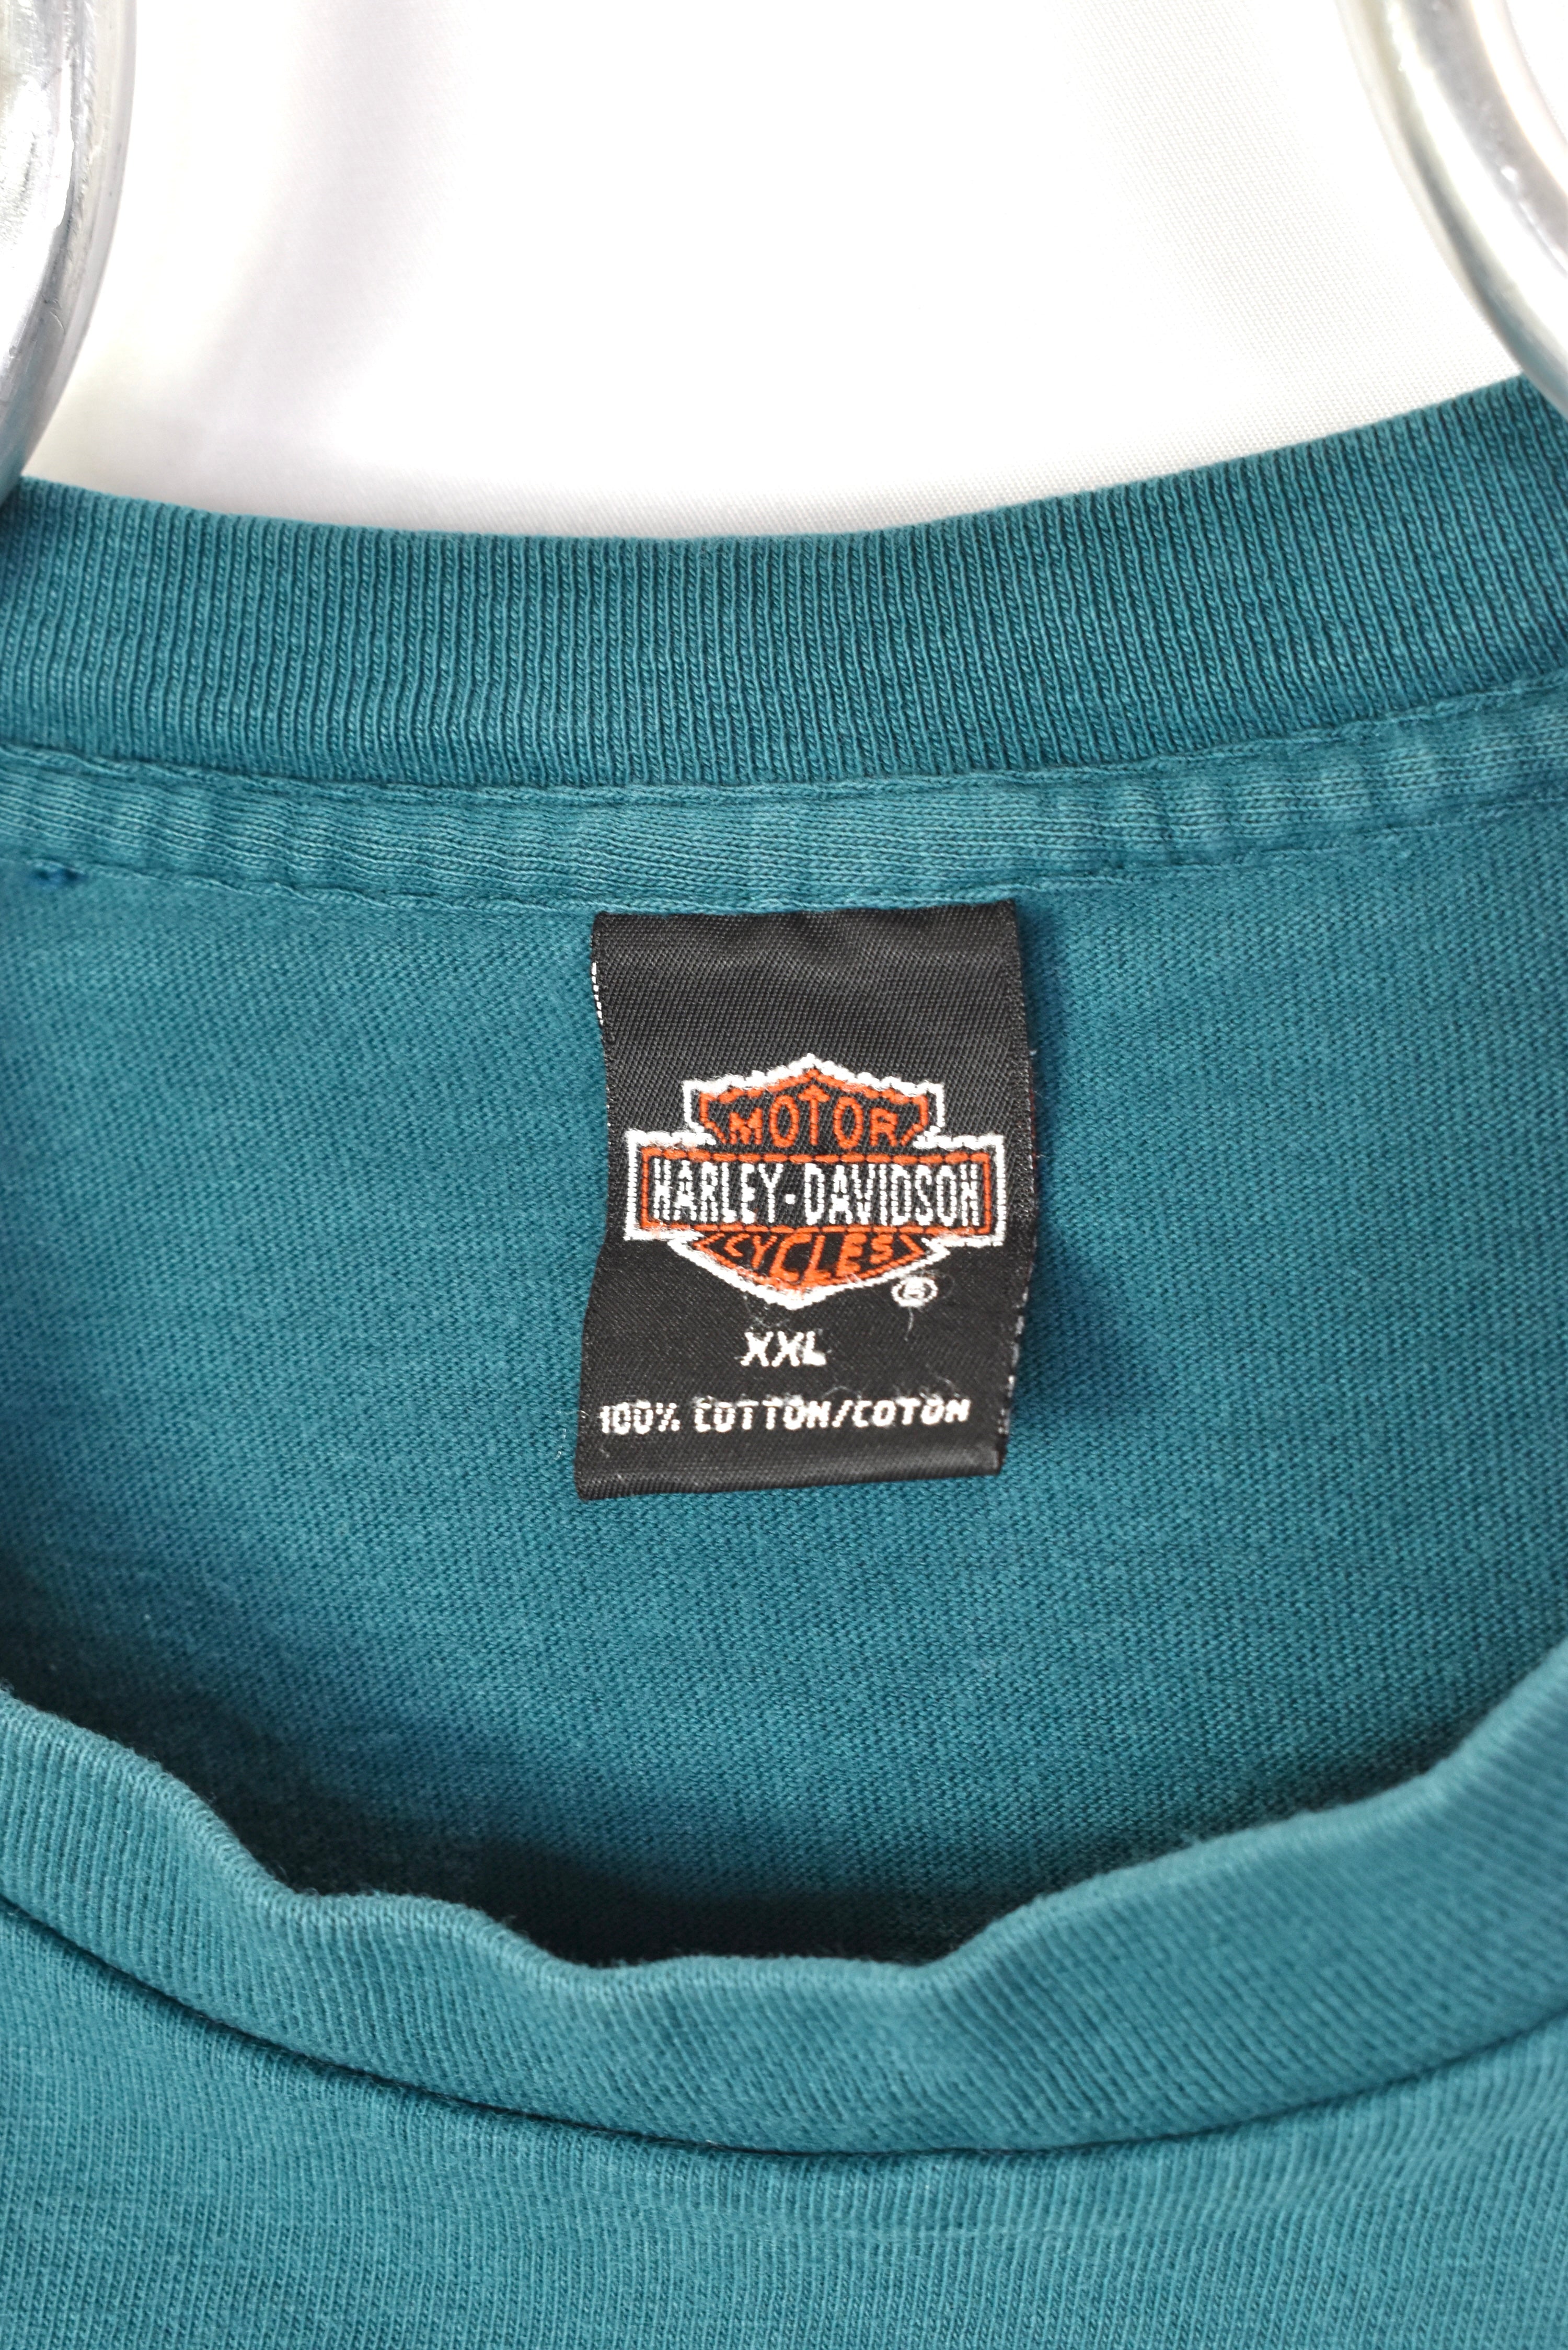 MOTOR
HARLEY-DAVIDSON
CYCLES
®
XXL
100% COTTON/COTON